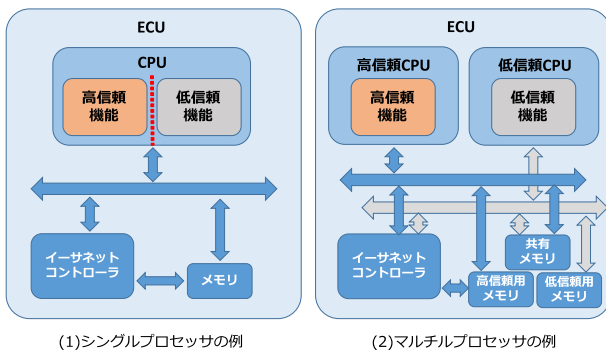 ECU
CPU
高信頼
機能
低信頼
機能
イーサネット
コントローラ
メモリ
(1)シングルプロセッサの例
ECU
高信頼CPU
低信頼CPU
高信頼
機能
低信頼
機能
イーサネット
コントローラ
共有
メモリ
高信頼用
メモリ
低信頼用
メモリ
(2)マルチルプロセッサの例